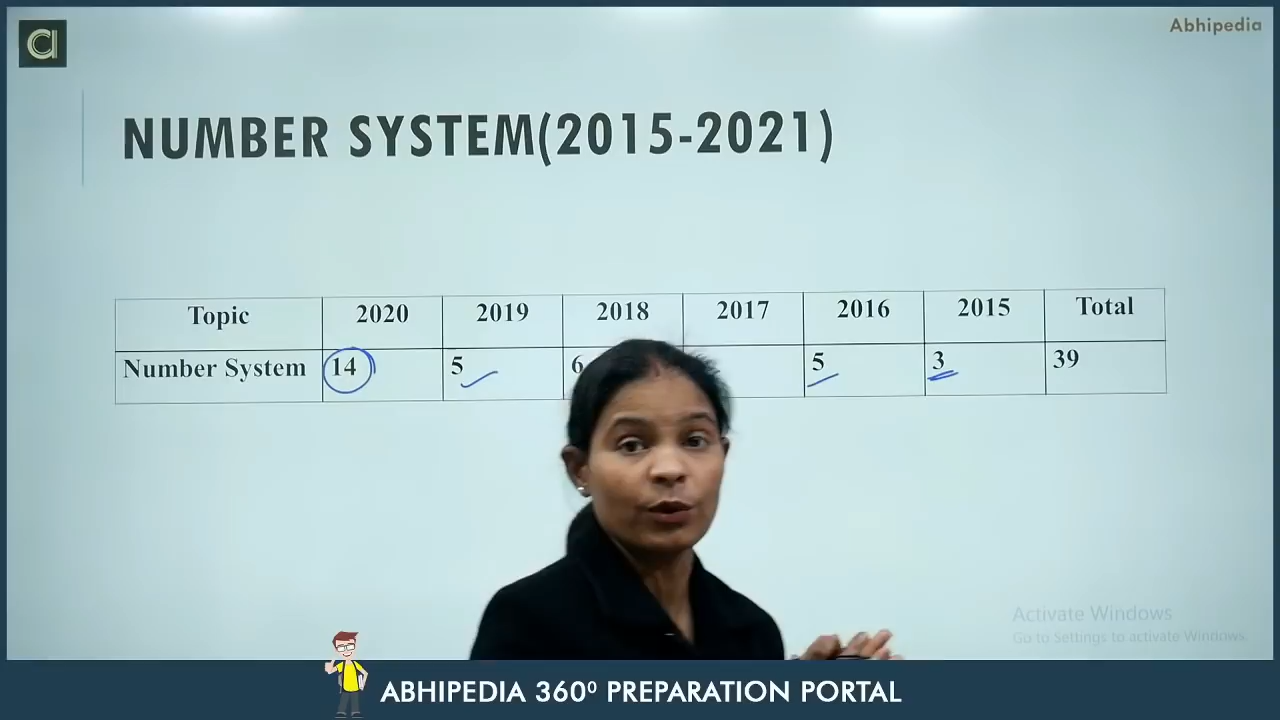 Abhipedia
NUMBER SYSTEM(2015-2021)
Topic 2020 2019 2018 2017 2016 2015 Total
Number System 14 5 6 5 3 39
Activate Windows
Go to Settings to activate Windows.
ABHIPEDIA 360⁰ PREPARATION PORTAL